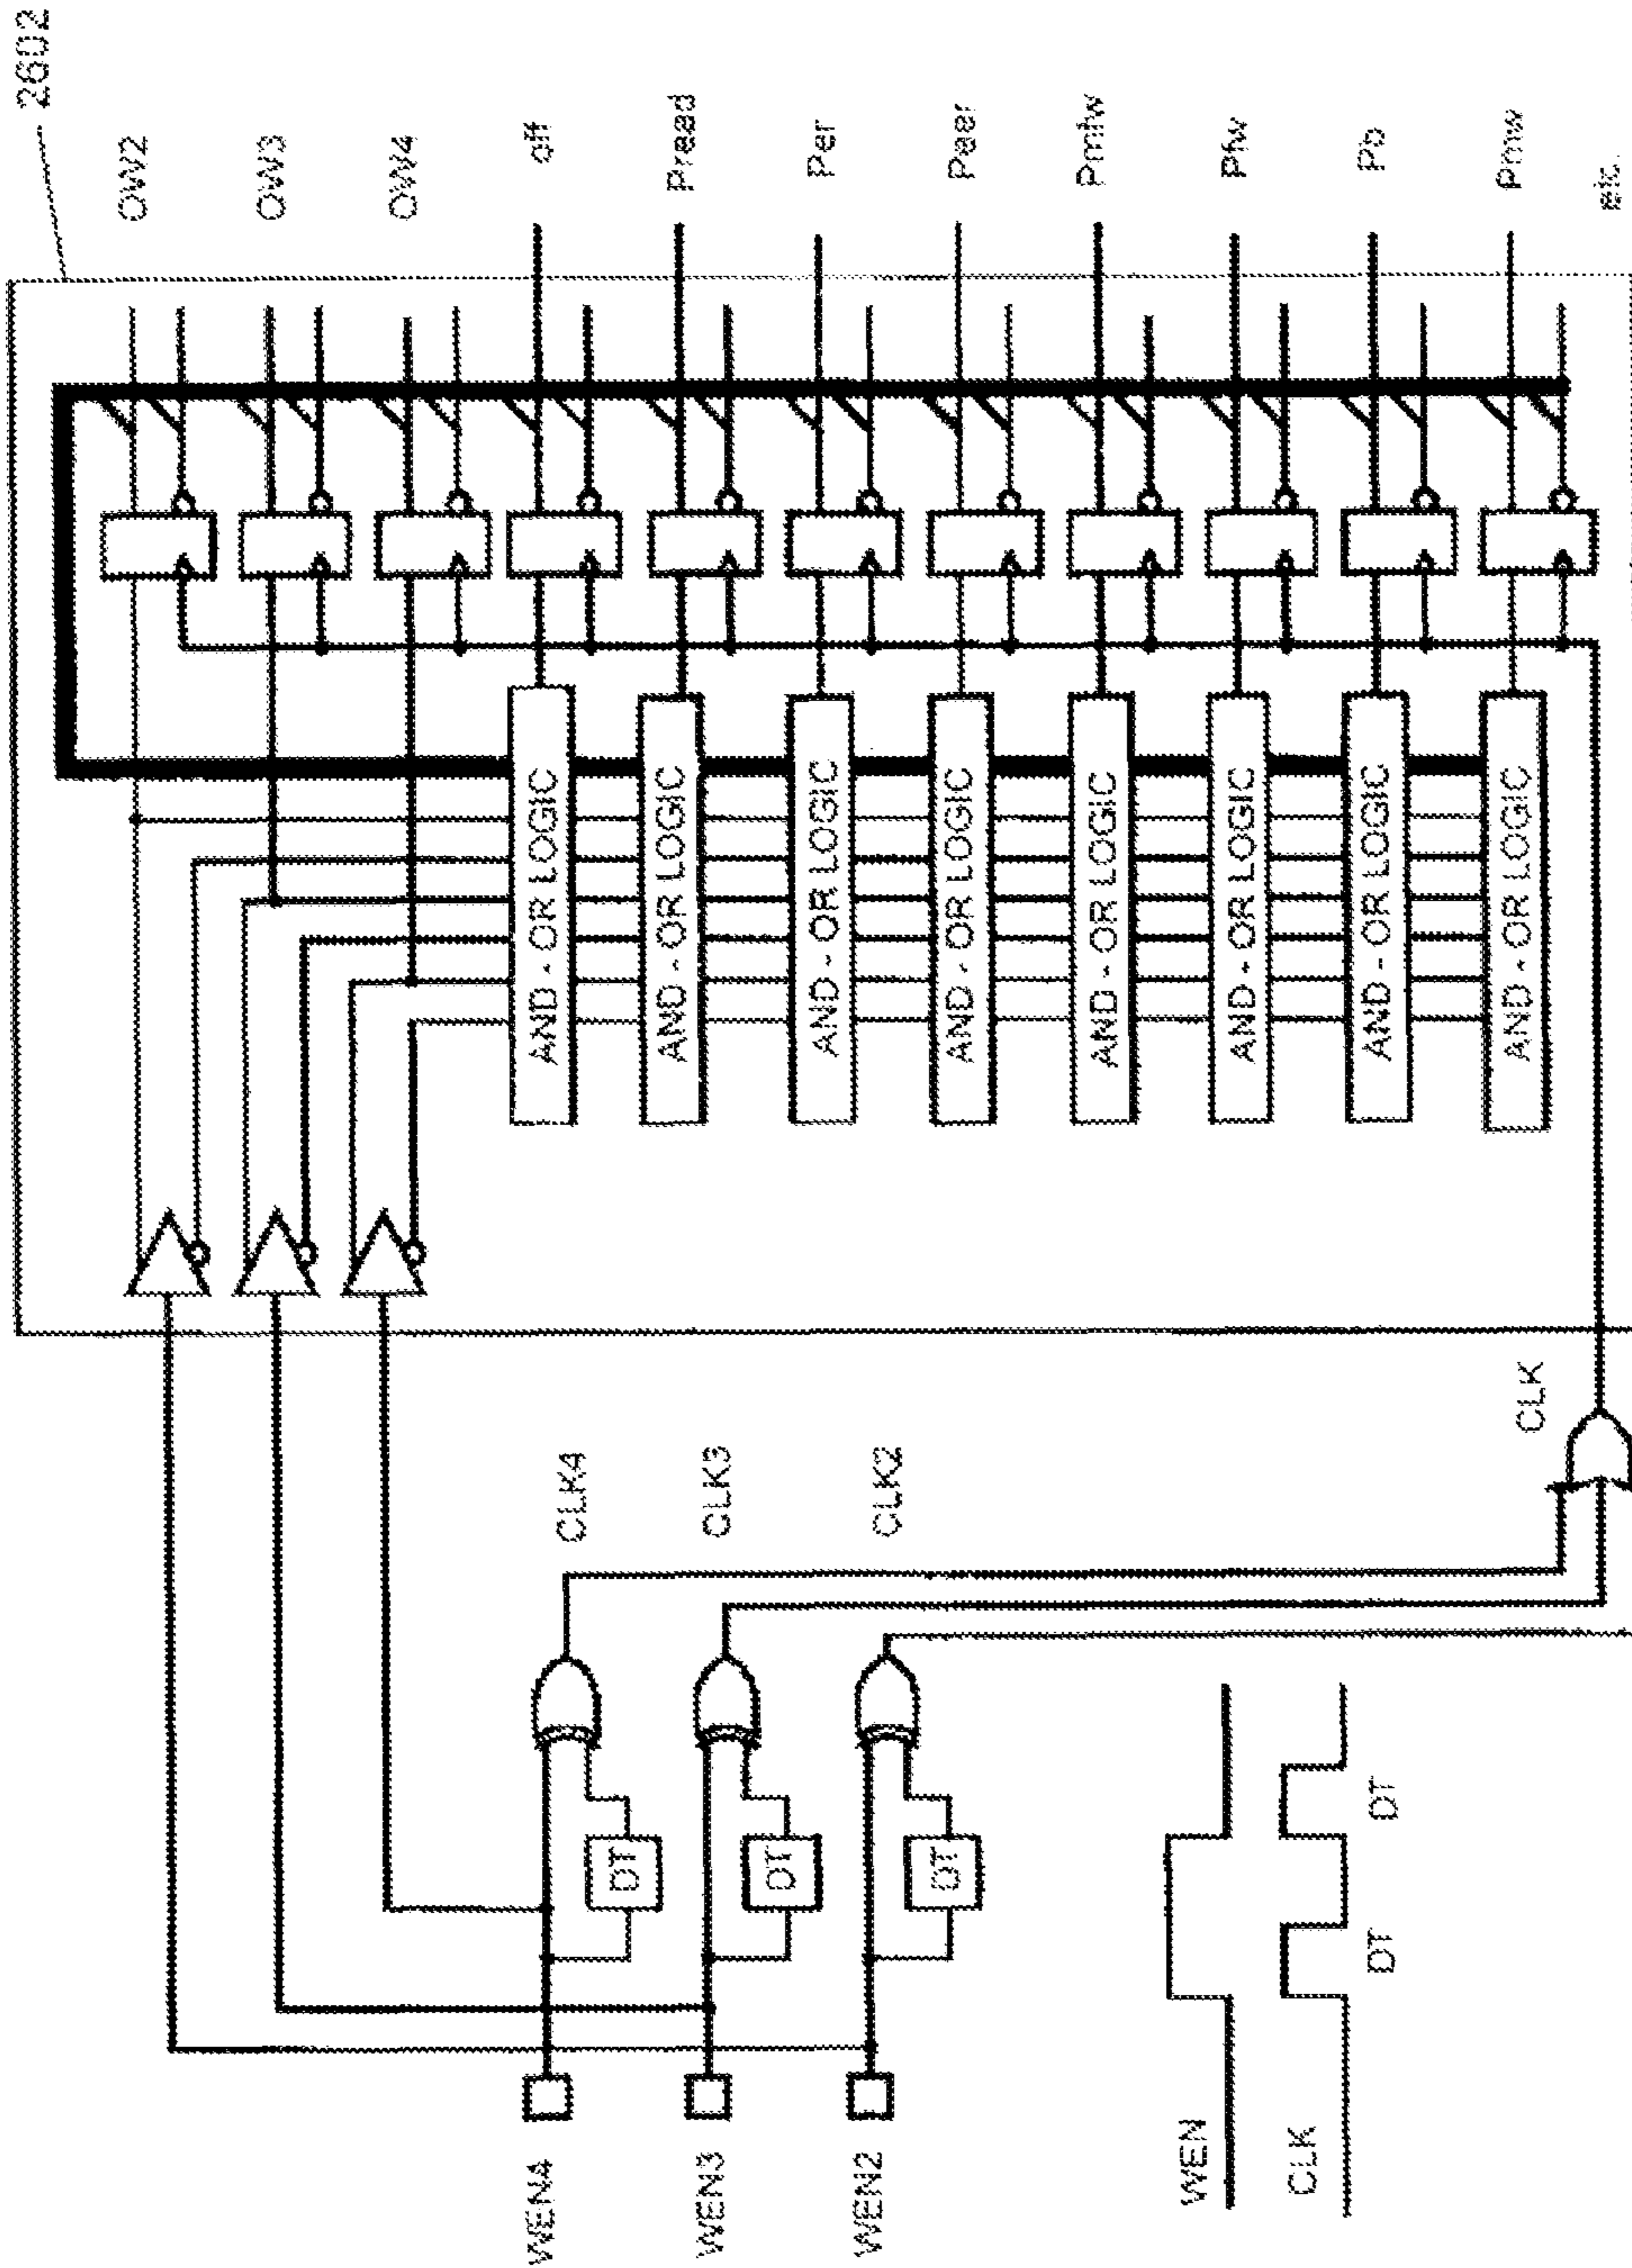 2602
OW2
OW3
OW4
off
Pread
Per
Paer
Pmfw
Pfw
Pb
Pmw
etc.
AND - OR LOGIC
AND - OR LOGIC
AND - OR LOGIC
AND - OR LOGIC
AND - OR LOGIC
AND - OR LOGIC
AND - OR LOGIC
AND - OR LOGIC
CLK
CLK4
CLK3
CLK2
DT
DT
DT
WEN4
WEN3
WEN2
WEN
CLK
DT
DT